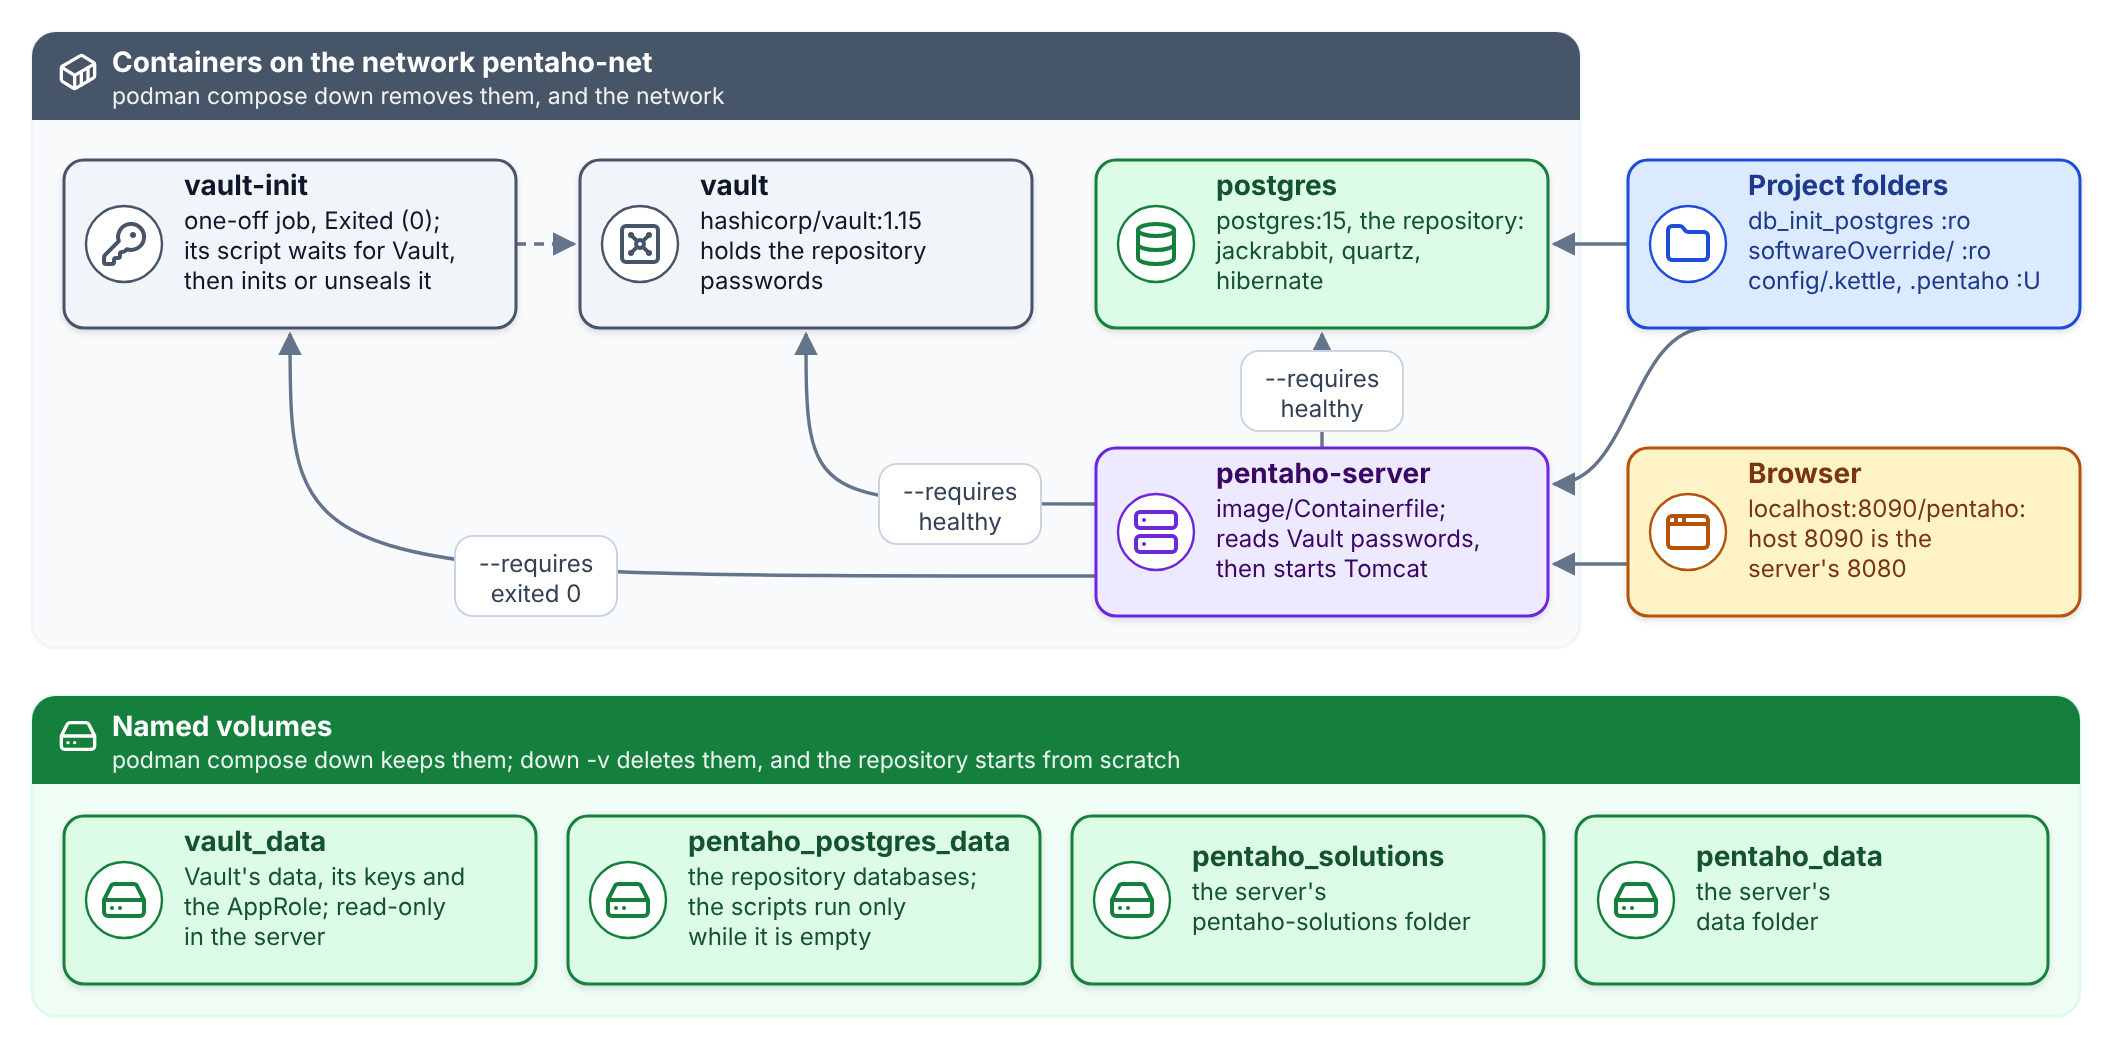 Containers on the network pentaho-net
podman compose down removes them, and the network
vault-init
one-off job, Exited (0);
its script waits for Vault,
then inits or unseals it
vault
hashicorp/vault:1.15
holds the repository
passwords
postgres
postgres:15, the repository:
jackrabbit, quartz,
hibernate
Project folders
db_init_postgres :ro
softwareOverride/ :ro
config/.kettle, .pentaho :U
--requires
healthy
--requires
healthy
--requires
exited 0
pentaho-server
image/Containerfile;
reads Vault passwords,
then starts Tomcat
Browser
localhost:8090/pentaho:
host 8090 is the
server's 8080
Named volumes
podman compose down keeps them; down -v deletes them, and the repository starts from scratch
vault_data
Vault's data, its keys and
the AppRole; read-only
in the server
pentaho_postgres_data
the repository databases;
the scripts run only
while it is empty
pentaho_solutions
the server's
pentaho-solutions folder
pentaho_data
the server's
data folder